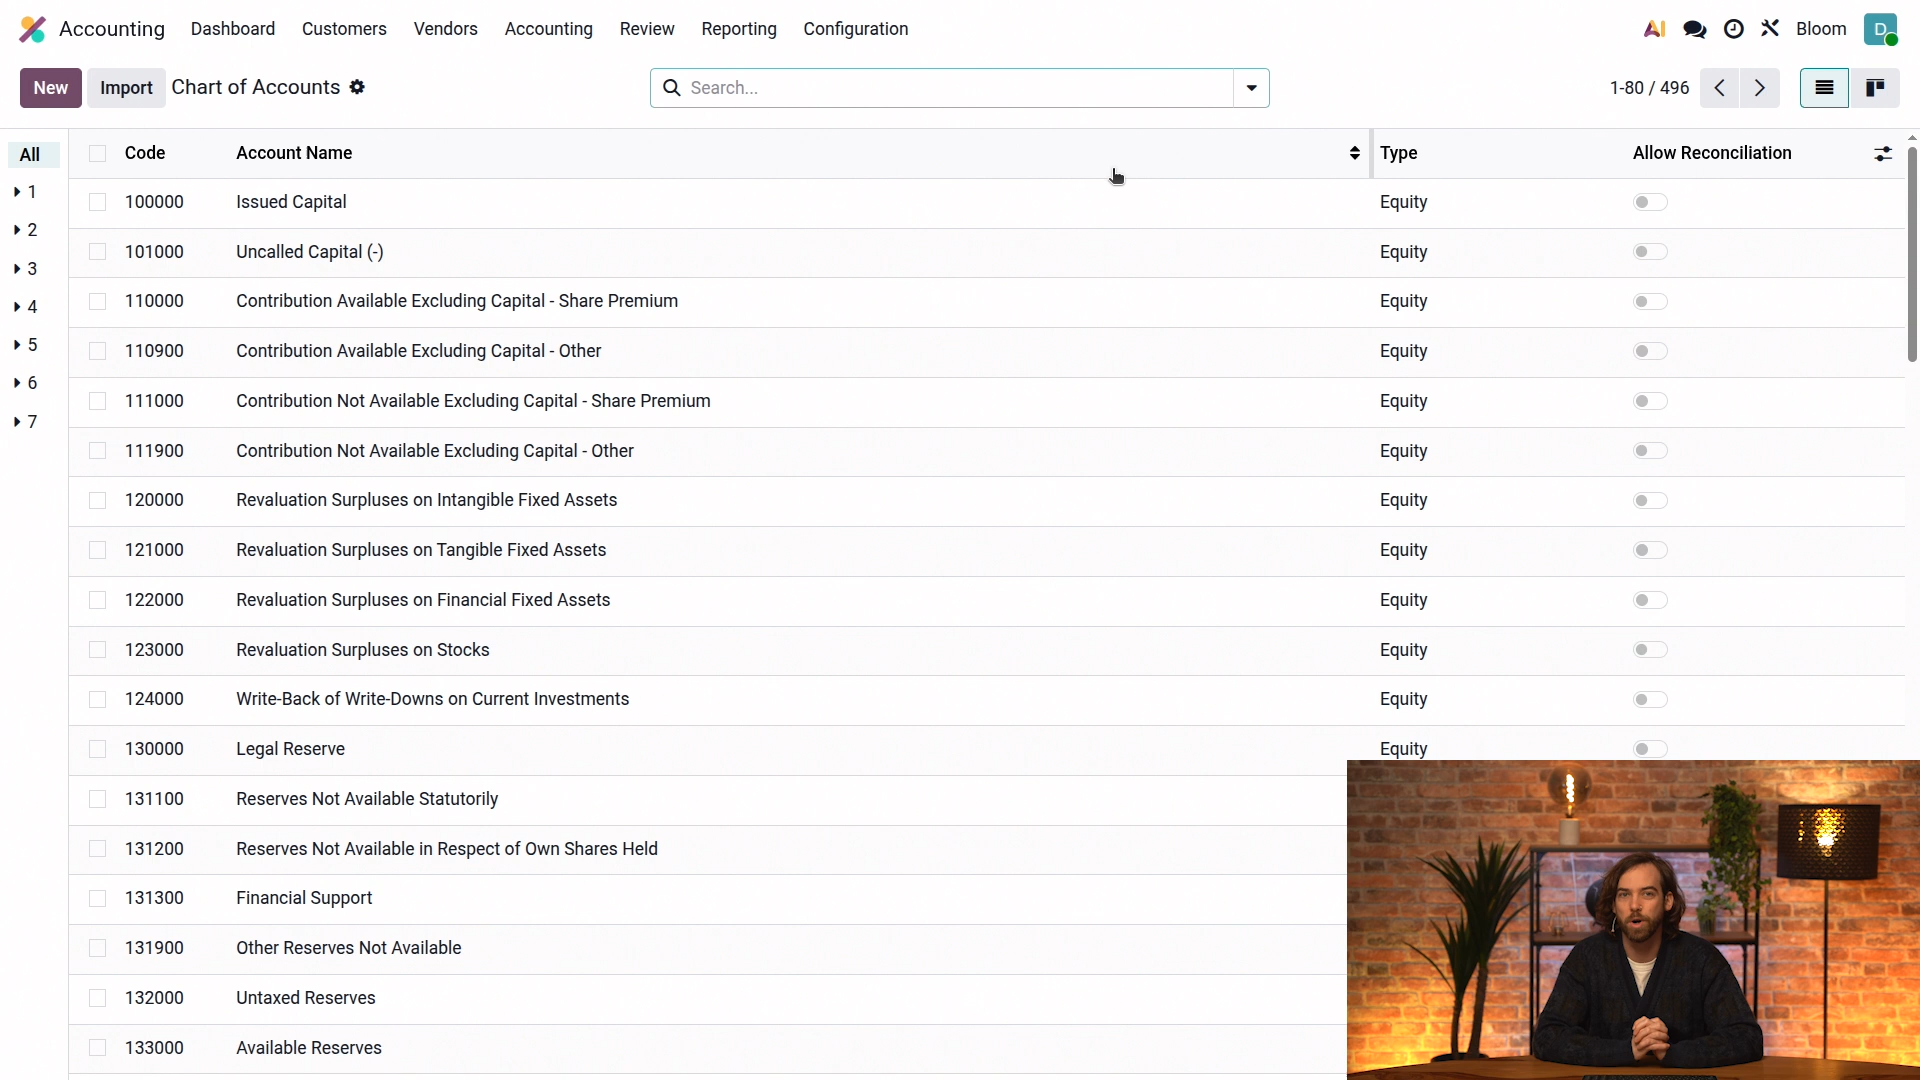 Accounting Dashboard Customers Vendors Accounting Review Reporting Configuration AI Bloom D
New Import Chart of Accounts Search... 1-80 / 496
All Code Account Name Type Allow Reconciliation
1
2
3
4
5
6
7
100000 Issued Capital Equity
101000 Uncalled Capital (-) Equity
110000 Contribution Available Excluding Capital - Share Premium Equity
110900 Contribution Available Excluding Capital - Other Equity
111000 Contribution Not Available Excluding Capital - Share Premium Equity
111900 Contribution Not Available Excluding Capital - Other Equity
120000 Revaluation Surpluses on Intangible Fixed Assets Equity
121000 Revaluation Surpluses on Tangible Fixed Assets Equity
122000 Revaluation Surpluses on Financial Fixed Assets Equity
123000 Revaluation Surpluses on Stocks Equity
124000 Write-Back of Write-Downs on Current Investments Equity
130000 Legal Reserve Equity
131100 Reserves Not Available Statutorily
131200 Reserves Not Available in Respect of Own Shares Held
131300 Financial Support
131900 Other Reserves Not Available
132000 Untaxed Reserves
133000 Available Reserves